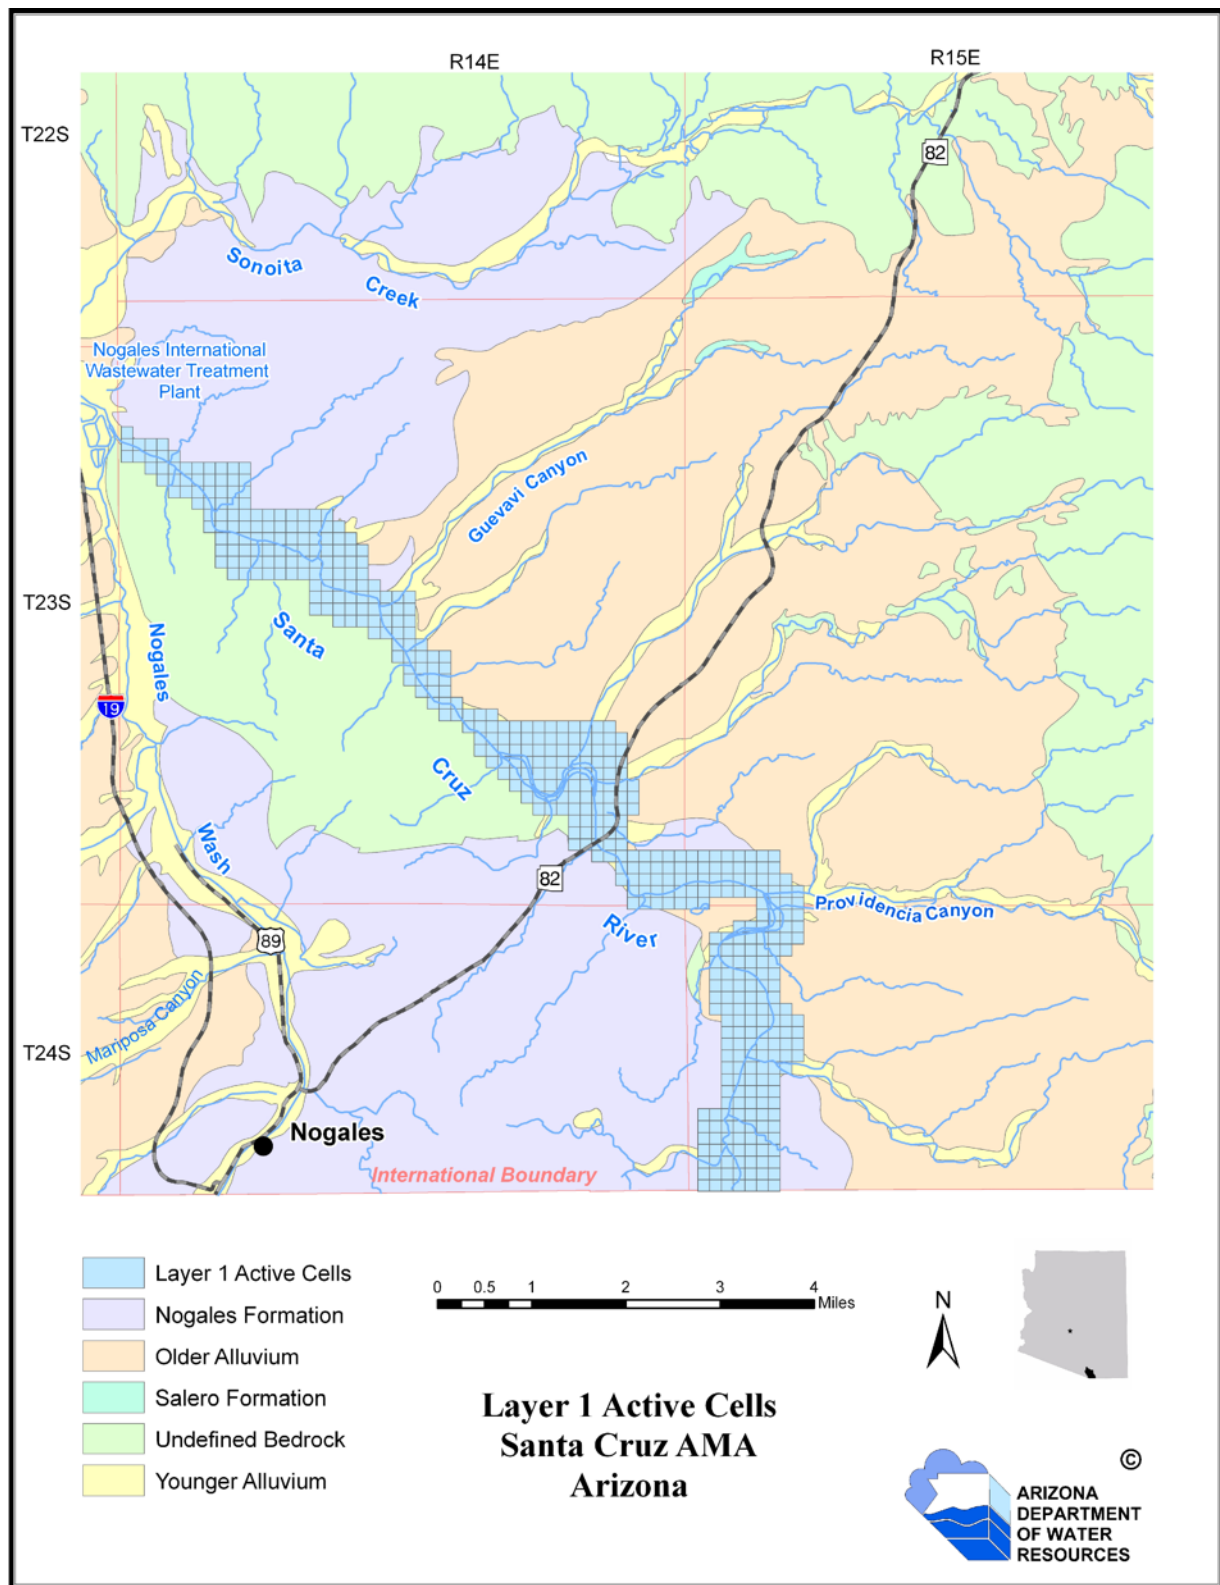 R14E
R15E
T22S
82
Sonoita
Creek
Nogales International
Wastewater Treatment
Plant
Guevavi Canyon
T23S
Santa
Nogales
19
Cruz
Wash
82
Providencia Canyon
River
89
Mariposa Canyon
T24S
Nogales
International Boundary
Layer 1 Active Cells
Nogales Formation
Older Alluvium
Salero Formation
Undefined Bedrock
Younger Alluvium
0 0.5 1 2 3 4
Miles
N
Layer 1 Active Cells
Santa Cruz AMA
Arizona
©
ARIZONA
DEPARTMENT
OF WATER
RESOURCES